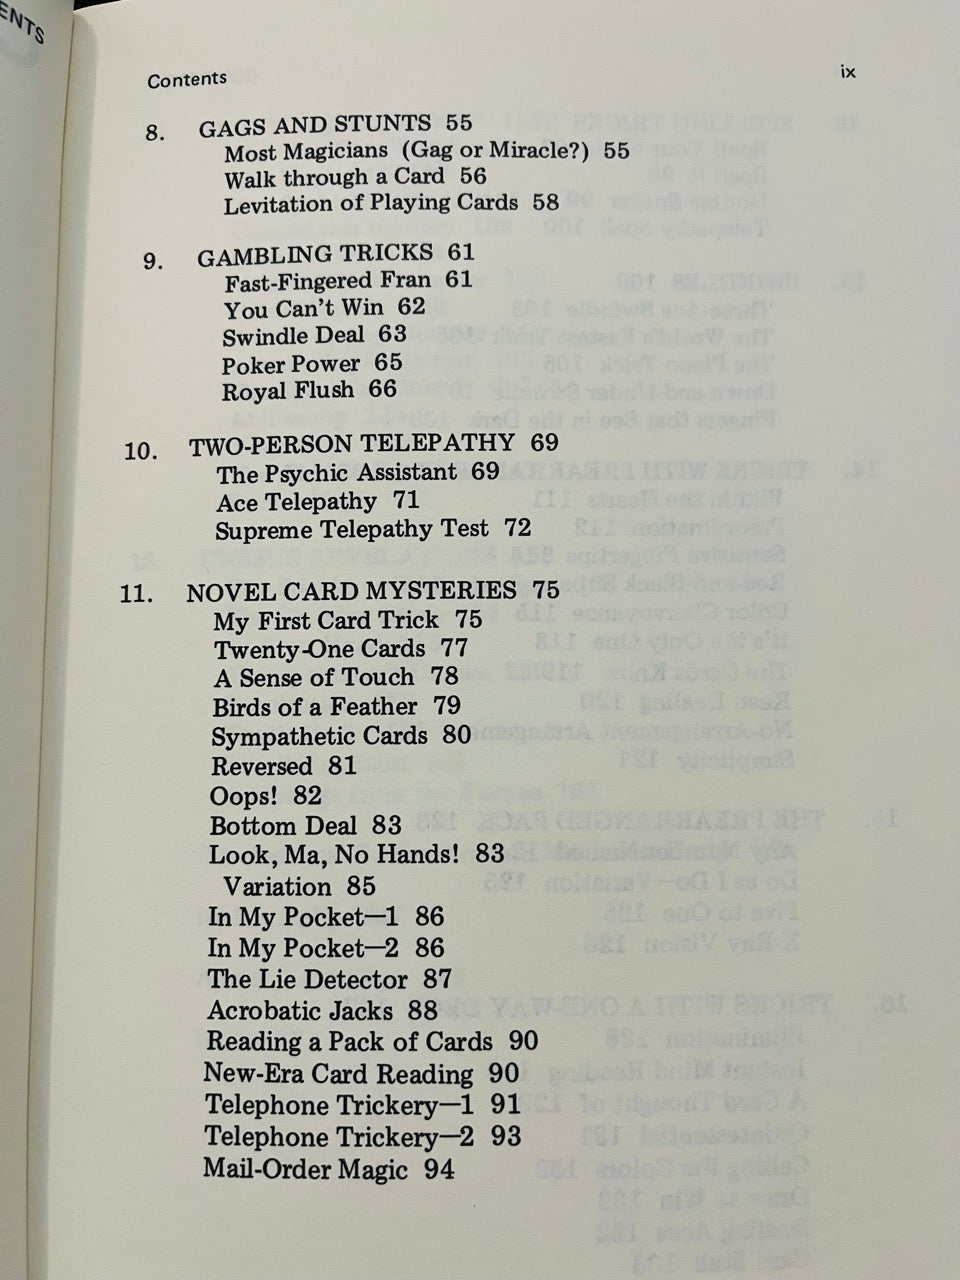 ENTS
Contents ix
8. GAGS AND STUNTS 55
Most Magicians (Gag or Miracle?) 55
Walk through a Card 56
Levitation of Playing Cards 58
9. GAMBLING TRICKS 61
Fast-Fingered Fran 61
You Can't Win 62
Swindle Deal 63
Poker Power 65
Royal Flush 66
10. TWO-PERSON TELEPATHY 69
The Psychic Assistant 69
Ace Telepathy 71
Supreme Telepathy Test 72
11. NOVEL CARD MYSTERIES 75
My First Card Trick 75
Twenty-One Cards 77
A Sense of Touch 78
Birds of a Feather 79
Sympathetic Cards 80
Reversed 81
Oops! 82
Bottom Deal 83
Look, Ma, No Hands! 83
Variation 85
In My Pocket—1 86
In My Pocket—2 86
The Lie Detector 87
Acrobatic Jacks 88
Reading a Pack of Cards 90
New-Era Card Reading 90
Telephone Trickery—1 91
Telephone Trickery—2 93
Mail-Order Magic 94